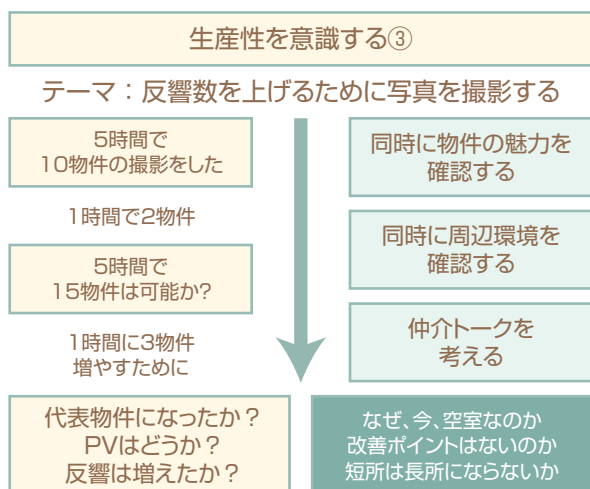 生産性を意識する③
テーマ：反響数を上げるために写真を撮影する
5時間で
10物件の撮影をした
1時間で2物件
5時間で
15物件は可能か?
1時間に3物件
増やすために
代表物件になったか？
PVはどうか？
反響は増えたか？
同時に物件の魅力を
確認する
同時に周辺環境を
確認する
仲介トークを
考える
なぜ、今、空室なのか
改善ポイントはないのか
短所は長所にならないか